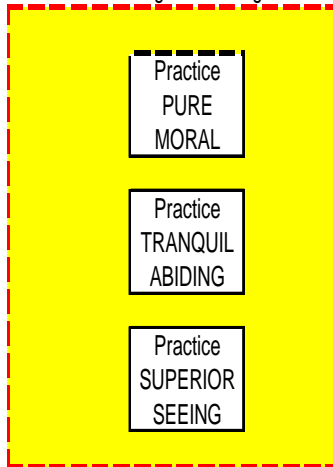 Practice
PURE
MORAL
Practice
TRANQUIL
ABIDING
Practice
SUPERIOR
SEEING